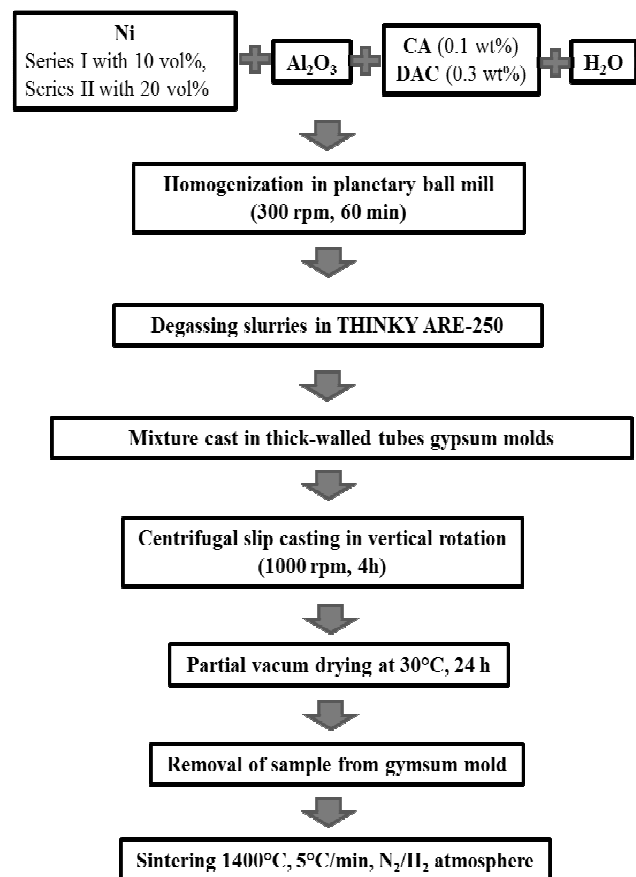 Ni
Series I with 10 vol%,
Series II with 20 vol%
+
Al₂O₃
+
CA (0.1 wt%)
DAC (0.3 wt%)
+
H₂O
Homogenization in planetary ball mill
(300 rpm, 60 min)
Degassing slurries in THINKY ARE-250
Mixture cast in thick-walled tubes gypsum molds
Centrifugal slip casting in vertical rotation
(1000 rpm, 4h)
Partial vacuum drying at 30°C, 24 h
Removal of sample from gymsum mold
Sintering 1400°C, 5°C/min, N₂/H₂ atmosphere